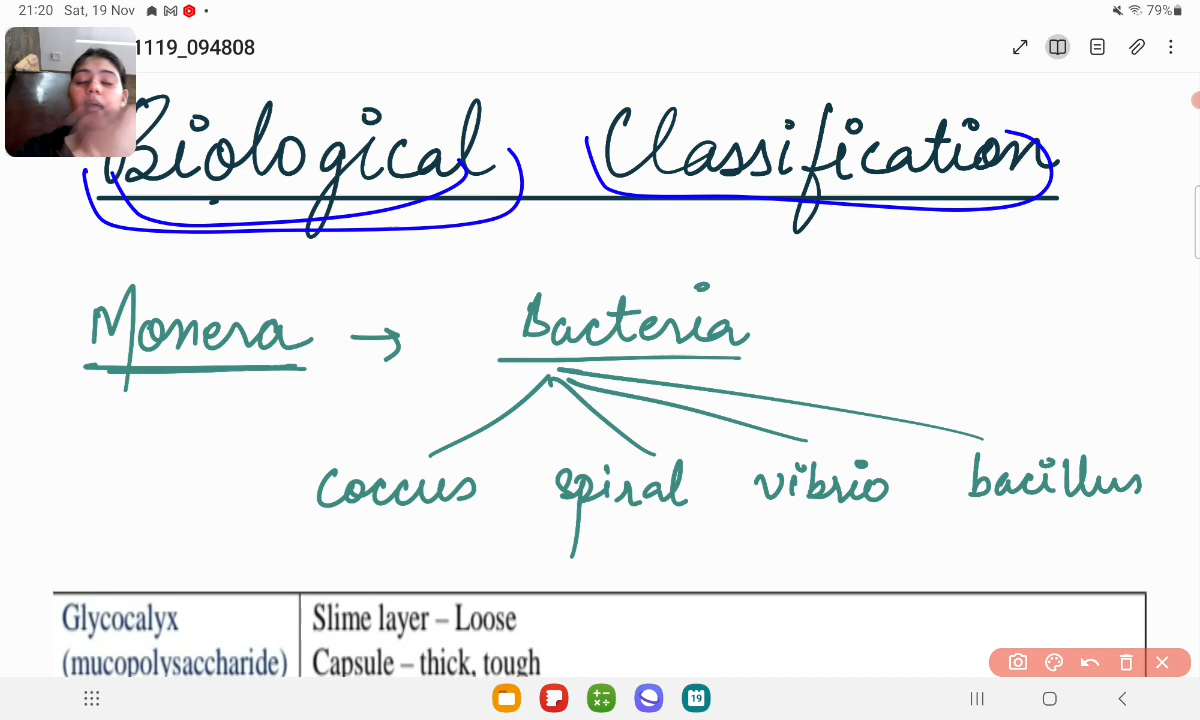 21:20 Sat, 19 Nov 79%
1119_094808
Biological Classification
Monera → Bacteria
coccus spiral vibrio bacillus
Glycocalyx Slime layer – Loose
(mucopolysaccharide) Capsule – thick, tough
19